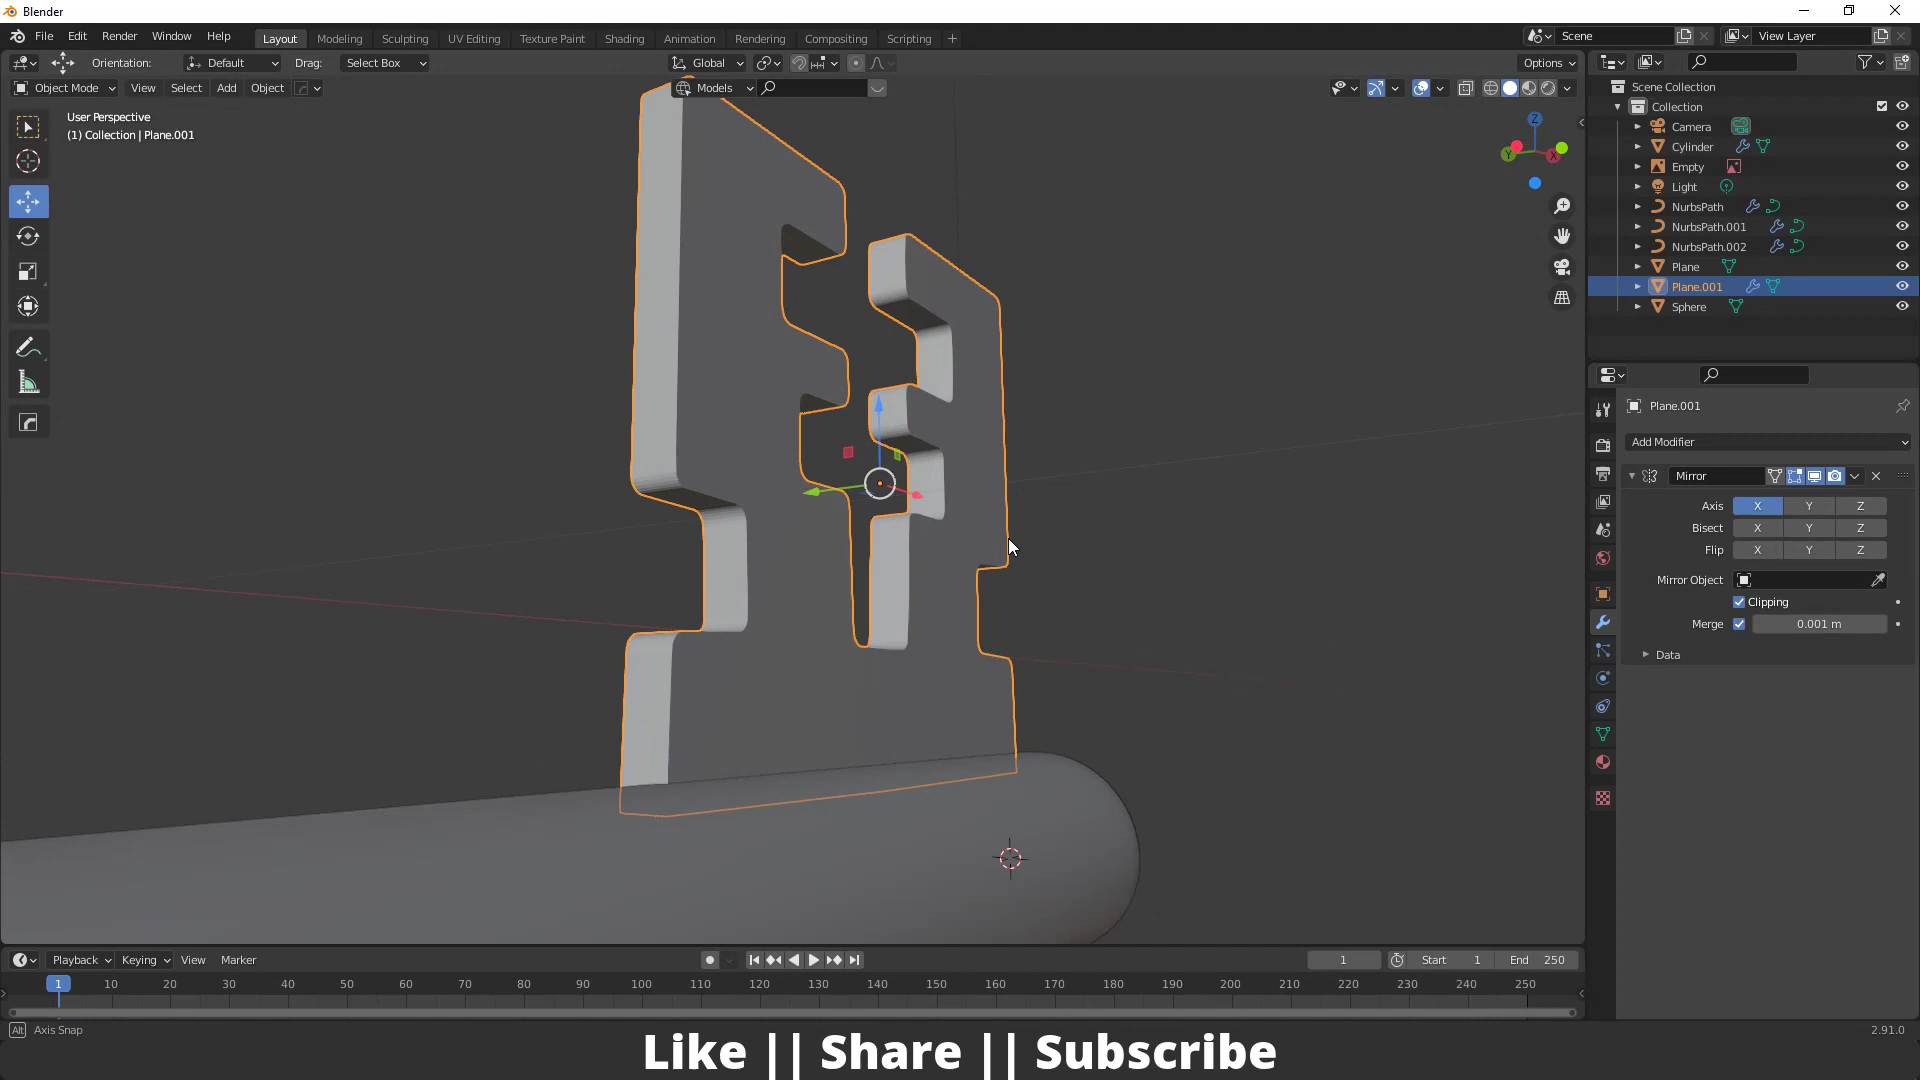 Blender
File Edit Render Window Help
Layout Modeling Sculpting UV Editing Texture Paint Shading Animation Rendering Compositing Scripting +
Scene
View Layer
Orientation: Default Drag: Select Box
Global
Options
Object Mode View Select Add Object
Models
User Perspective
(1) Collection | Plane.001
Z
Y
X
Scene Collection
Collection
Camera
Cylinder
Empty
Light
NurbsPath
NurbsPath.001
NurbsPath.002
Plane
Plane.001
Sphere
Plane.001
Add Modifier
Mirror
Axis X Y Z
Bisect X Y Z
Flip X Y Z
Mirror Object
Clipping
Merge 0.001 m
Data
Playback Keying View Marker
1 Start 1 End 250
1 10 20 30 40 50 60 70 80 90 100 110 120 130 140 150 160 170 180 190 200 210 220 230 240 250
Alt Axis Snap
2.91.0
Like || Share || Subscribe